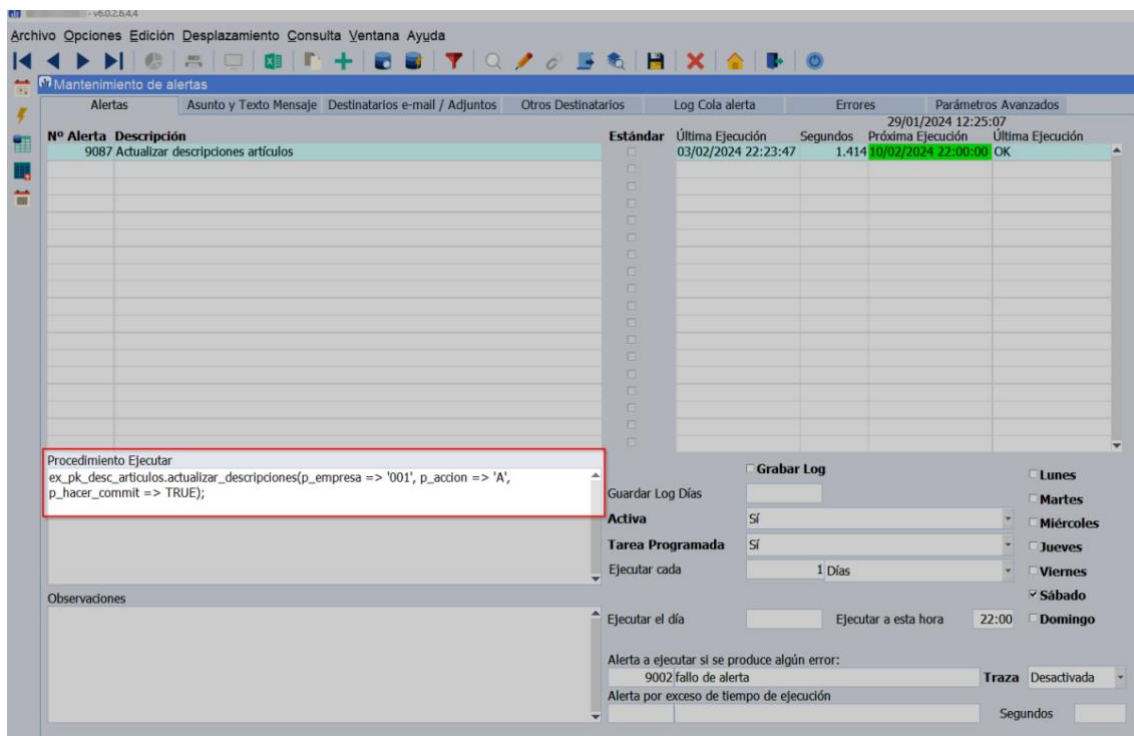 - v6.0.2.6.4.4
Archivo Opciones Edición Desplazamiento Consulta Ventana Ayuda
Mantenimiento de alertas
Alertas Asunto y Texto Mensaje Destinatarios e-mail / Adjuntos Otros Destinatarios Log Cola alerta Errores Parámetros Avanzados
29/01/2024 12:25:07
Nº Alerta Descripción Estándar Última Ejecución Segundos Próxima Ejecución Última Ejecución
9087 Actualizar descripciones artículos 03/02/2024 22:23:47 1.414 10/02/2024 22:00:00 OK
Procedimiento Ejecutar
ex_pk_desc_articulos.actualizar_descripciones(p_empresa => '001', p_accion => 'A',
p_hacer_commit => TRUE);
Observaciones
Grabar Log
Guardar Log Días
Activa Sí
Tarea Programada Sí
Ejecutar cada 1 Días
Ejecutar el día Ejecutar a esta hora 22:00
Lunes
Martes
Miércoles
Jueves
Viernes
Sábado
Domingo
Alerta a ejecutar si se produce algún error:
9002 fallo de alerta Traza Desactivada
Alerta por exceso de tiempo de ejecución
Segundos